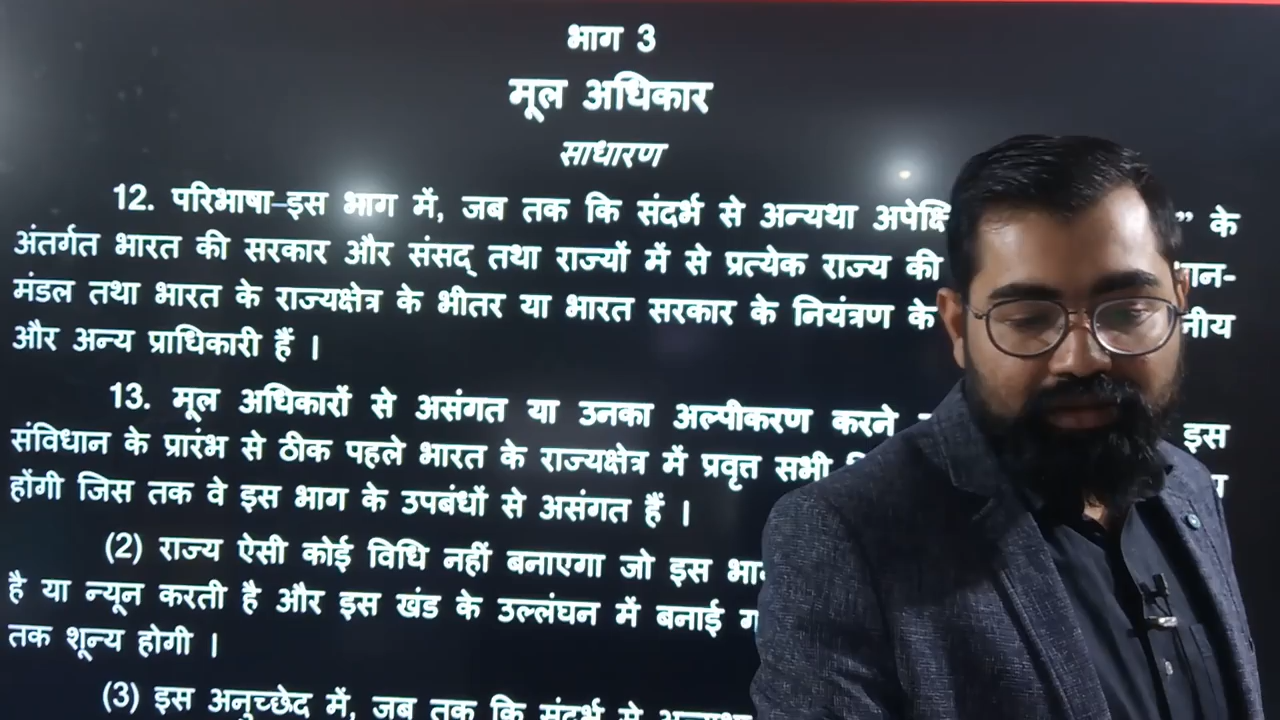 भाग 3
मूल अधिकार
साधारण
12. परिभाषा–इस भाग में, जब तक कि संदर्भ से अन्यथा ” के
अंतर्गत भारत की सरकार और संसद् तथा राज्यों में से प्रत्येक राज्य की
मंडल तथा भारत के राज्यक्षेत्र के भीतर या भारत सरकार के नियंत्रण के
और अन्य प्राधिकारी हैं ।
13. मूल अधिकारों से असंगत या उनका अल्पीकरण करने इस
संविधान के प्रारंभ से ठीक पहले भारत के राज्यक्षेत्र में प्रवृत्त सभी
होंगी जिस तक वे इस भाग के उपबंधों से असंगत हैं ।
(2) राज्य ऐसी कोई विधि नहीं बनाएगा जो इस
है या न्यून करती है और इस खंड के उल्लंघन में बनाई
तक शून्य होगी ।
(3) इस अनुच्छेद में, जब तक कि संदर्भ से